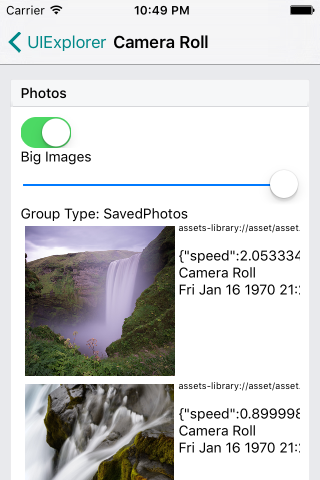 Carrier 10:49 PM
UIExplorer Camera Roll
Photos
Big Images
Group Type: SavedPhotos
assets-library://asset/asset.
{"speed":2.053334
Camera Roll
Fri Jan 16 1970 21:
assets-library://asset/asset.
{"speed":0.899998
Camera Roll
Fri Jan 16 1970 21: